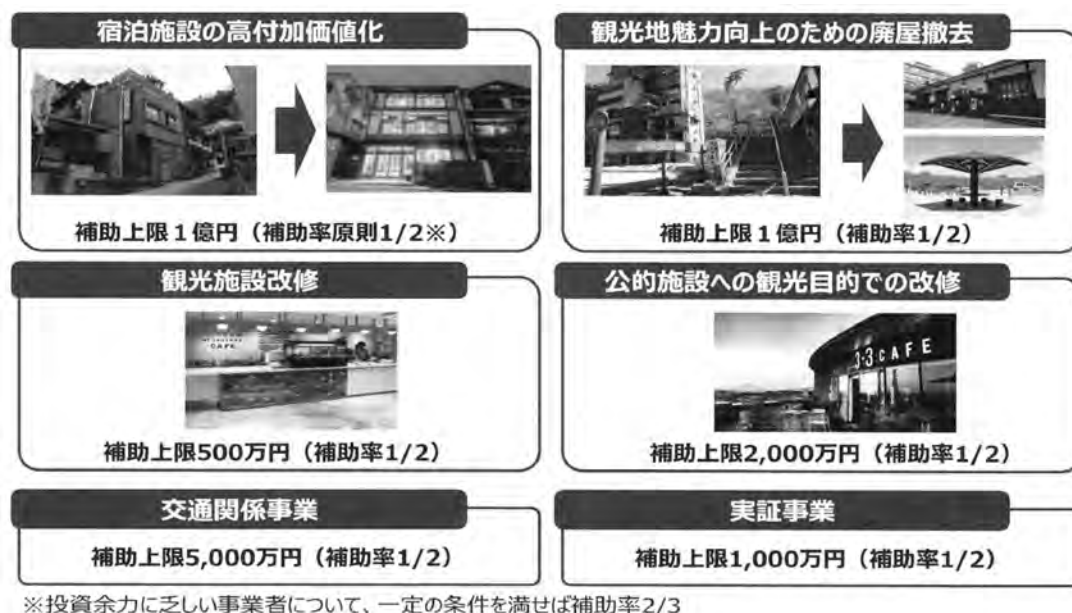 宿泊施設の高付加価値化
補助上限1億円（補助率原則1/2※）
観光地魅力向上のための廃屋撤去
補助上限1億円（補助率1/2）
観光施設改修
CAFE
補助上限500万円（補助率1/2）
公的施設への観光目的での改修
3・3CAFE
補助上限2,000万円（補助率1/2）
交通関係事業
補助上限5,000万円（補助率1/2）
実証事業
補助上限1,000万円（補助率1/2）
※投資余力に乏しい事業者について、一定の条件を満せば補助率2/3